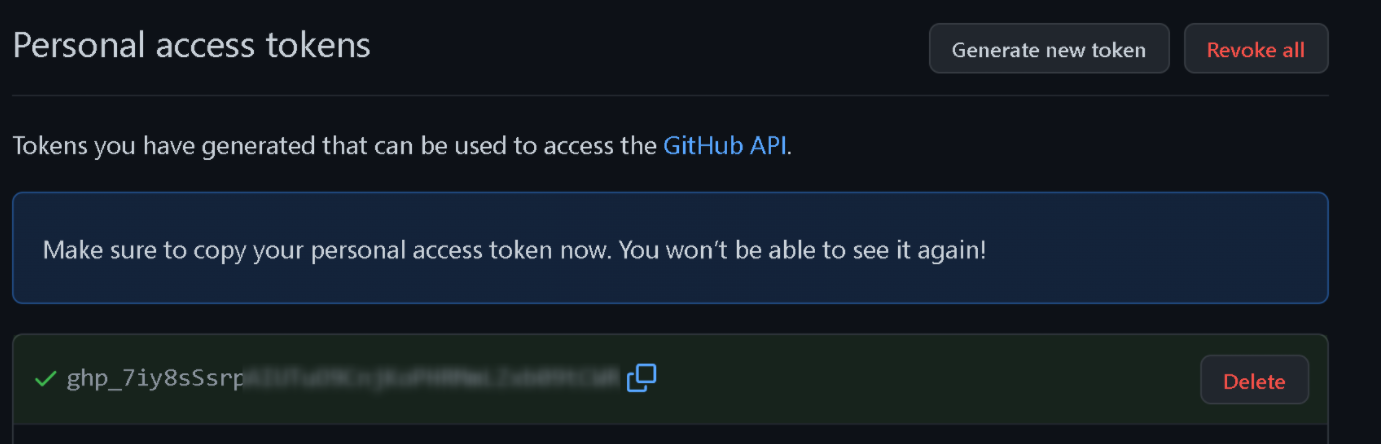 Personal access tokens
Generate new token
Revoke all
Tokens you have generated that can be used to access the GitHub API.
Make sure to copy your personal access token now. You won't be able to see it again!
ghp_7iy8sSsrp
Delete